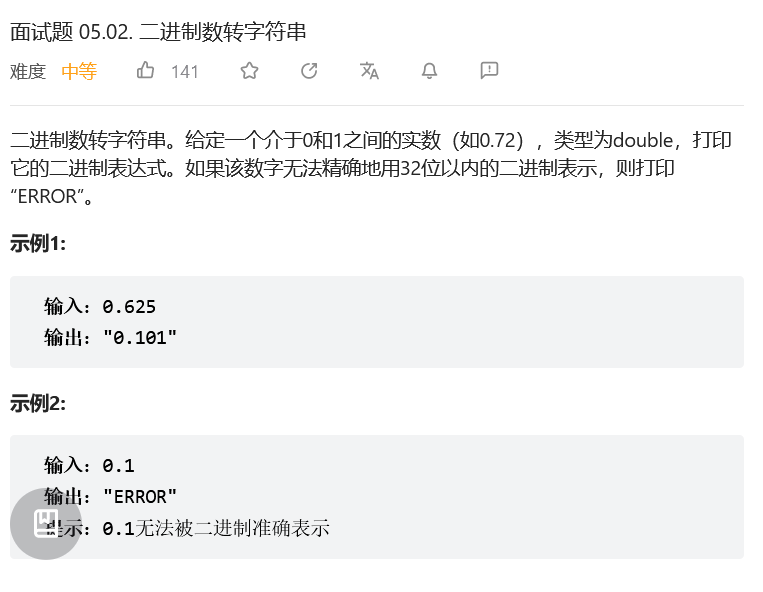 面试题 05.02. 二进制数转字符串
难度 中等 141
二进制数转字符串。给定一个介于0和1之间的实数（如0.72），类型为double，打印
它的二进制表达式。如果该数字无法精确地用32位以内的二进制表示，则打印
“ERROR”。
示例1:
输入：0.625
输出："0.101"
示例2:
输入：0.1
输出："ERROR"
提示：0.1无法被二进制准确表示